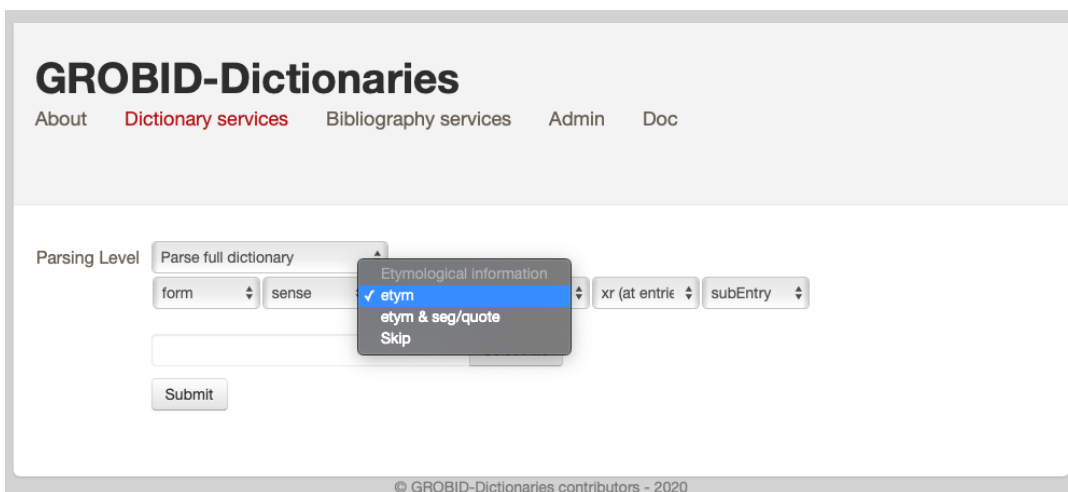 GROBID-Dictionaries
About Dictionary services Bibliography services Admin Doc
Parsing Level Parse full dictionary
Etymological information
form sense ✓ etym xr (at entrie subEntry
etym & seg/quote
Skip
Submit
© GROBID-Dictionaries contributors - 2020